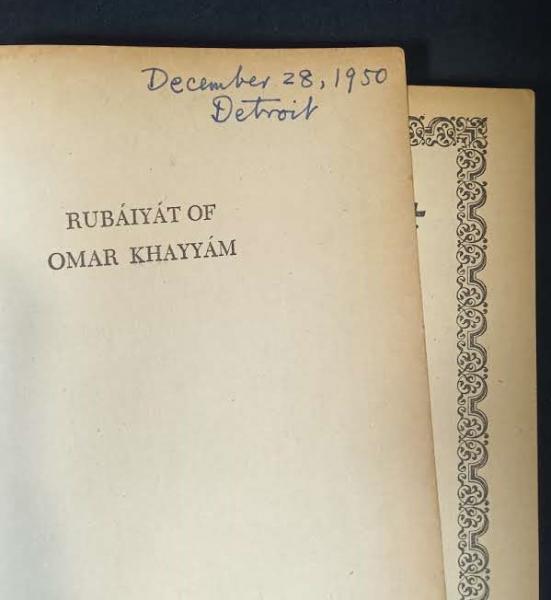 December 28, 1950
Detroit
RUBÁIYÁT OF
OMAR KHAYYÁM